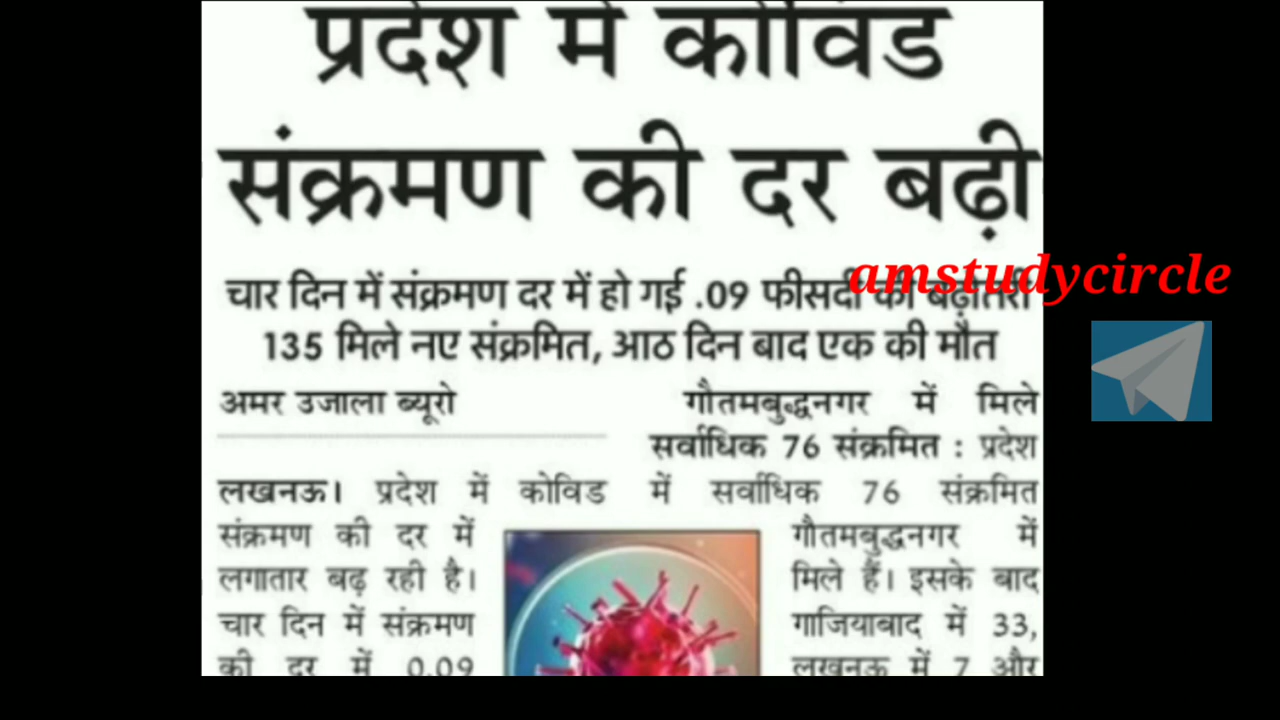 प्रदेश में कोविड
संक्रमण की दर बढ़ी
चार दिन में संक्रमण दर में हो गई .09 फीसदी की बढ़ोतरी
135 मिले नए संक्रमित, आठ दिन बाद एक की मौत
amstudycircle
अमर उजाला ब्यूरो
लखनऊ। प्रदेश में कोविड
संक्रमण की दर में
लगातार बढ़ रही है।
चार दिन में संक्रमण
की दर में 0.09
गौतमबुद्धनगर में मिले
सर्वाधिक 76 संक्रमित : प्रदेश
में सर्वाधिक 76 संक्रमित
गौतमबुद्धनगर में
मिले हैं। इसके बाद
गाजियाबाद में 33,
लखनऊ में 7 और